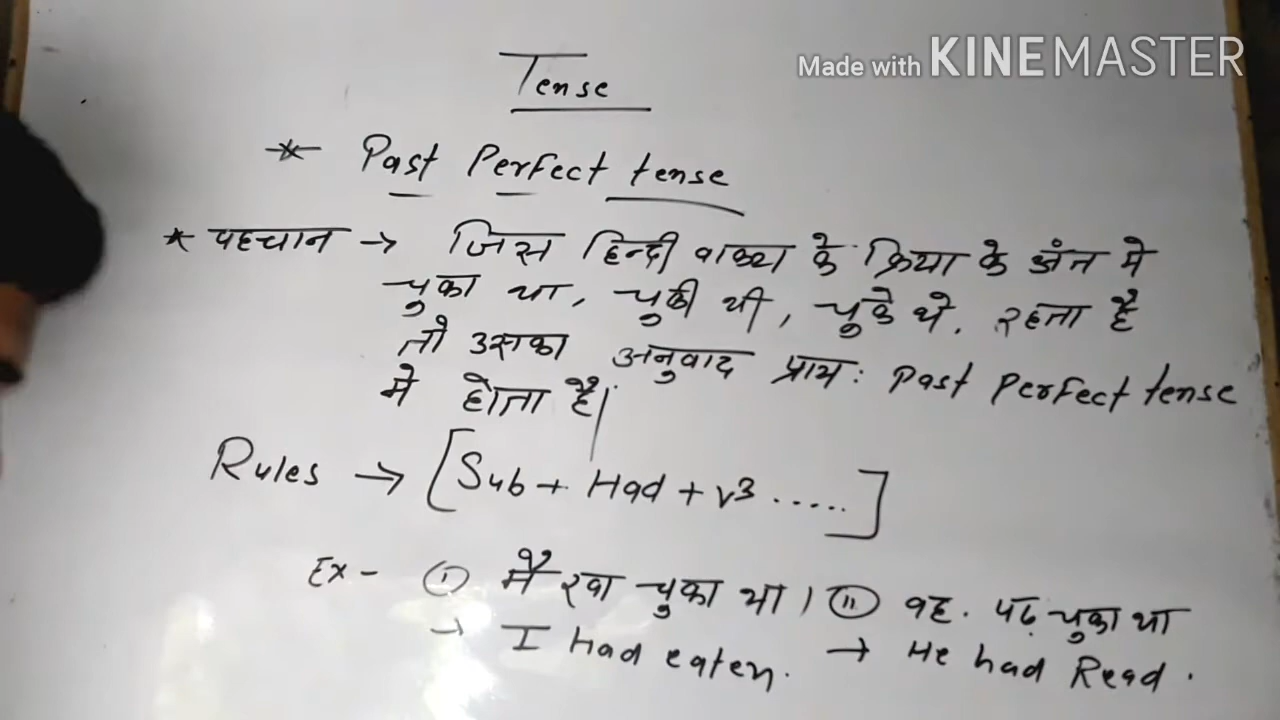 Made with KINEMASTER
Tense
* Past Perfect tense
* पहचान → जिस हिन्दी वाक्य के क्रिया के अंत मे
चुका था, चुकी थी, चुके थे. रहता है
तो उसका अनुवाद प्राय: Past Perfect tense
मे होता है।
Rules → [Sub + Had + v3 .....]
Ex - (i) मैं खा चुका था। (ii) वह. पढ़ चुका था
→ I Had eaten. → He had Read.